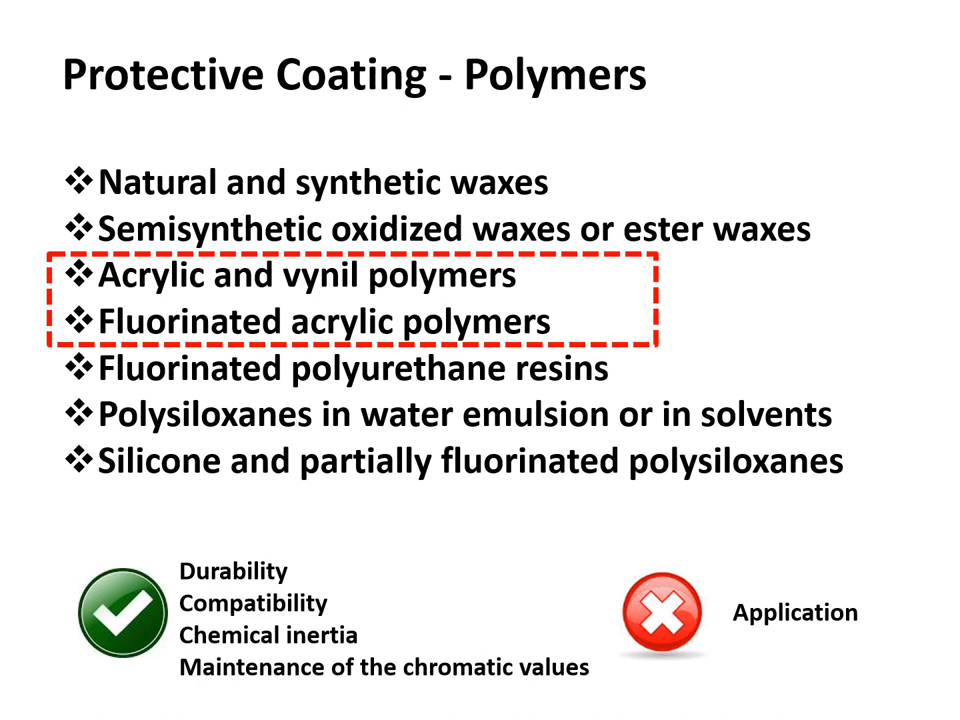 Protective Coating - Polymers
❖Natural and synthetic waxes
❖Semisynthetic oxidized waxes or ester waxes
❖Acrylic and vynil polymers
❖Fluorinated acrylic polymers
❖Fluorinated polyurethane resins
❖Polysiloxanes in water emulsion or in solvents
❖Silicone and partially fluorinated polysiloxanes
Durability
Compatibility
Chemical inertia
Maintenance of the chromatic values
Application